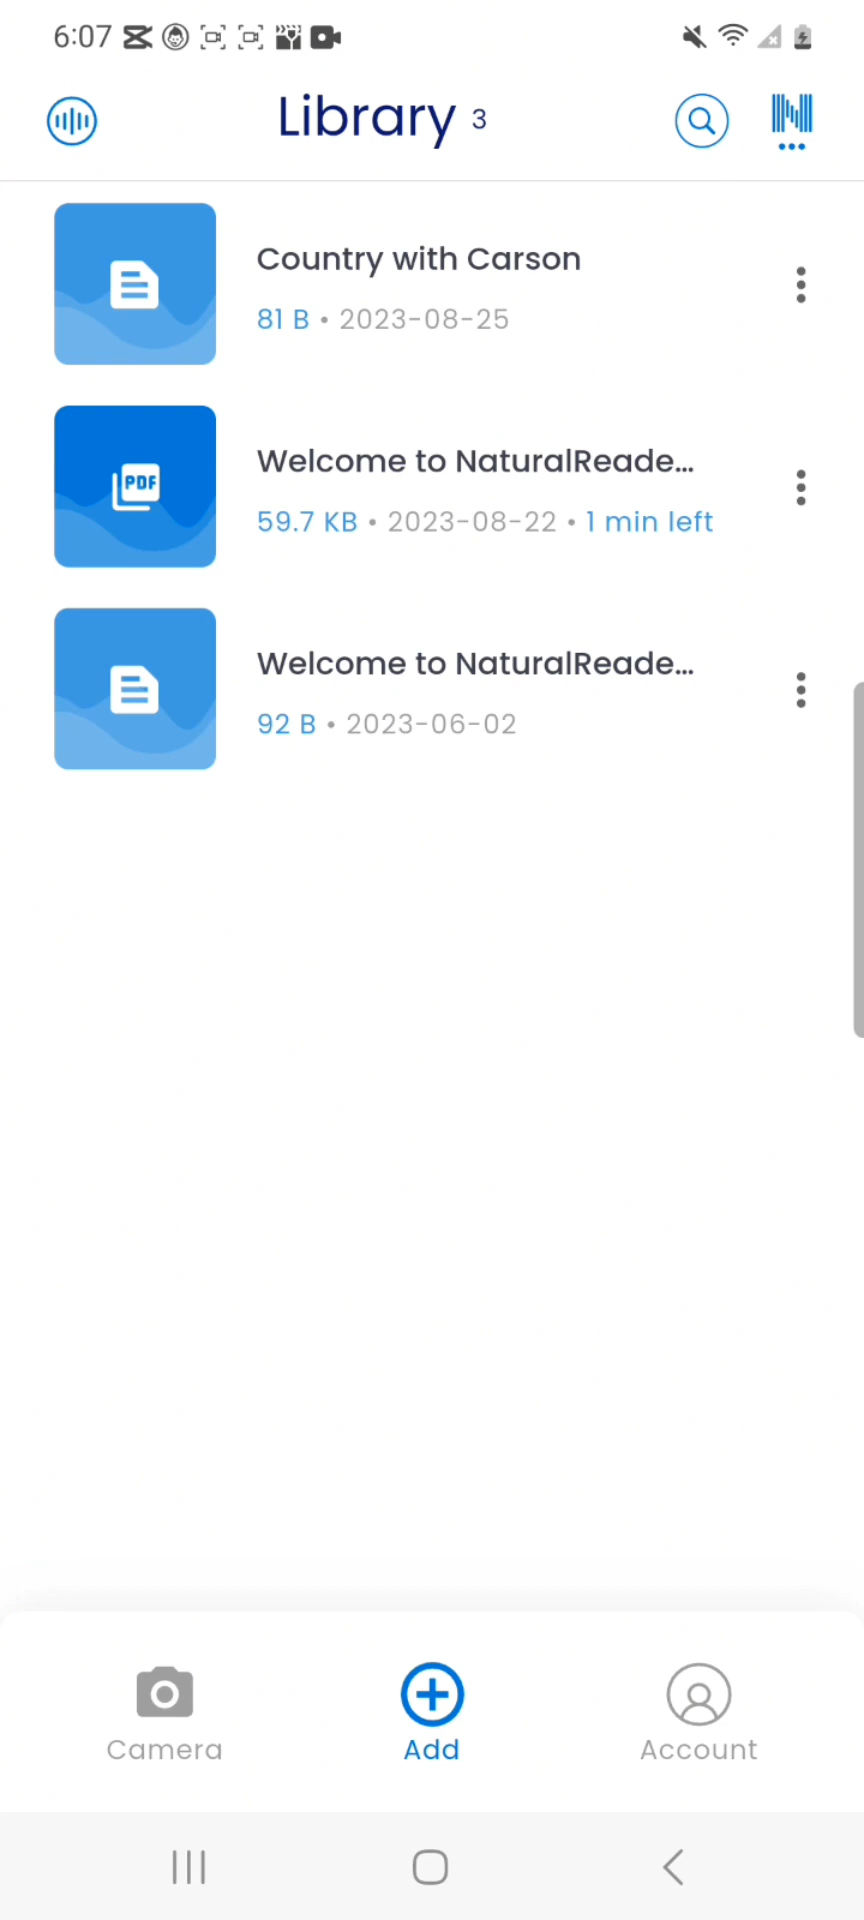 6:07
Library 3
Country with Carson
81 B • 2023-08-25
PDF
Welcome to NaturalReade...
59.7 KB • 2023-08-22 • 1 min left
Welcome to NaturalReade...
92 B • 2023-06-02
Camera
Add
Account